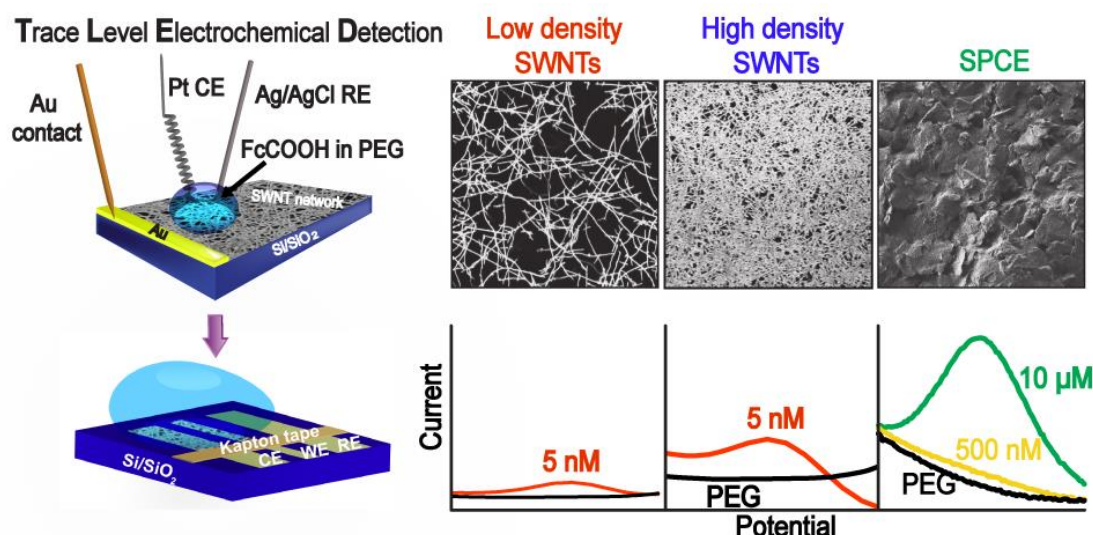 Trace Level Electrochemical Detection
Pt CE
Ag/AgCl RE
Au
contact
FcCOOH in PEG
SWNT network
Au
Si/SiO₂
Kapton tape
CE WE RE
Si/SiO₂
Low density
SWNTs
High density
SWNTs
SPCE
Current
5 nM
5 nM
PEG
10 µM
500 nM
PEG
Potential